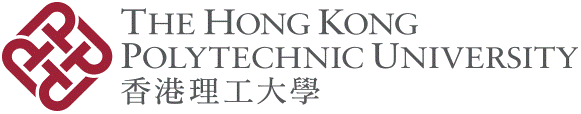 THE HONG KONG
POLYTECHNIC UNIVERSITY
香港理工大學